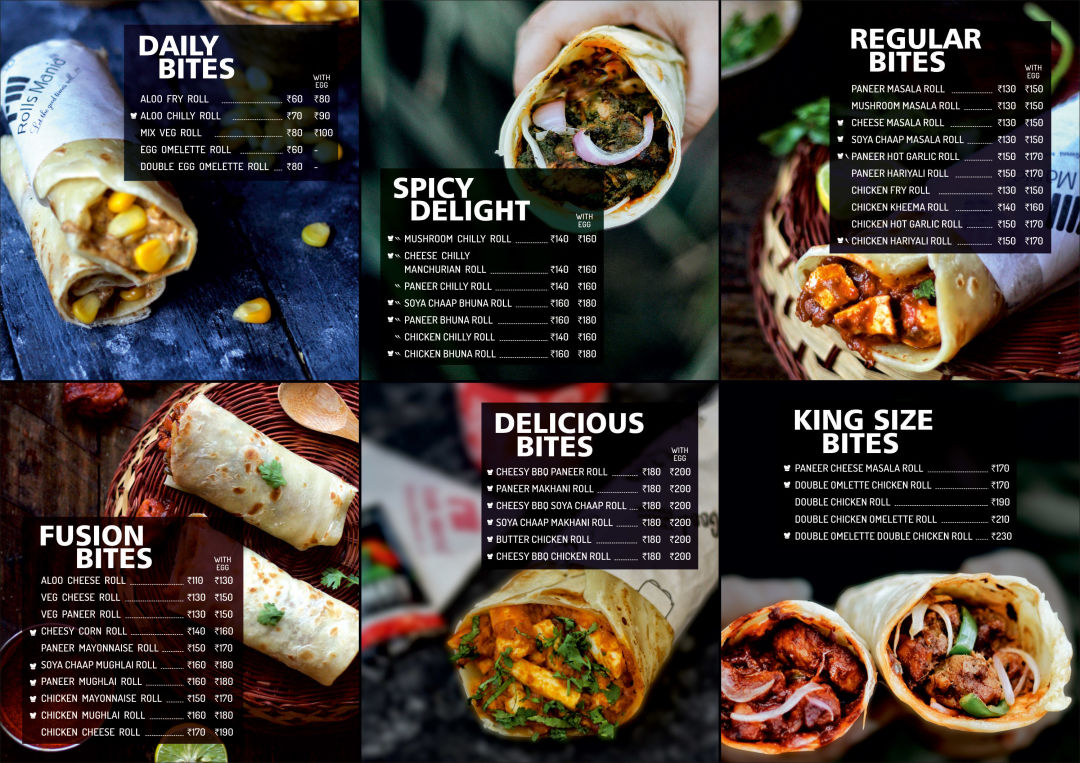 Rolls Mania
Let the good times roll...
DAILY
BITES
WITH
EGG
ALOO FRY ROLL ₹60 ₹80
ALOO CHILLY ROLL ₹70 ₹90
MIX VEG ROLL ₹80 ₹100
EGG OMELETTE ROLL ₹60 -
DOUBLE EGG OMELETTE ROLL ₹80 -
SPICY
DELIGHT
WITH
EGG
MUSHROOM CHILLY ROLL ₹140 ₹160
CHEESE CHILLY
MANCHURIAN ROLL ₹140 ₹160
PANEER CHILLY ROLL ₹140 ₹160
SOYA CHAAP BHUNA ROLL ₹160 ₹180
PANEER BHUNA ROLL ₹160 ₹180
CHICKEN CHILLY ROLL ₹140 ₹160
CHICKEN BHUNA ROLL ₹160 ₹180
REGULAR
BITES
WITH
EGG
PANEER MASALA ROLL ₹130 ₹150
MUSHROOM MASALA ROLL ₹130 ₹150
CHEESE MASALA ROLL ₹130 ₹150
SOYA CHAAP MASALA ROLL ₹130 ₹150
PANEER HOT GARLIC ROLL ₹150 ₹170
PANEER HARIYALI ROLL ₹150 ₹170
CHICKEN FRY ROLL ₹130 ₹150
CHICKEN KHEEMA ROLL ₹140 ₹160
CHICKEN HOT GARLIC ROLL ₹150 ₹170
CHICKEN HARIYALI ROLL ₹150 ₹170
FUSION
BITES
WITH
EGG
ALOO CHEESE ROLL ₹110 ₹130
VEG CHEESE ROLL ₹130 ₹150
VEG PANEER ROLL ₹130 ₹150
CHEESY CORN ROLL ₹140 ₹160
PANEER MAYONNAISE ROLL ₹150 ₹170
SOYA CHAAP MUGHLAI ROLL ₹160 ₹180
PANEER MUGHLAI ROLL ₹160 ₹180
CHICKEN MAYONNAISE ROLL ₹150 ₹170
CHICKEN MUGHLAI ROLL ₹160 ₹180
CHICKEN CHEESE ROLL ₹170 ₹190
DELICIOUS
BITES
WITH
EGG
CHEESY BBQ PANEER ROLL ₹180 ₹200
PANEER MAKHANI ROLL ₹180 ₹200
CHEESY BBQ SOYA CHAAP ROLL ₹180 ₹200
SOYA CHAAP MAKHANI ROLL ₹180 ₹200
BUTTER CHICKEN ROLL ₹180 ₹200
CHEESY BBQ CHICKEN ROLL ₹180 ₹200
KING SIZE
BITES
PANEER CHEESE MASALA ROLL ₹170
DOUBLE OMLETTE CHICKEN ROLL ₹170
DOUBLE CHICKEN ROLL ₹190
DOUBLE CHICKEN OMELETTE ROLL ₹210
DOUBLE OMELETTE DOUBLE CHICKEN ROLL ₹230